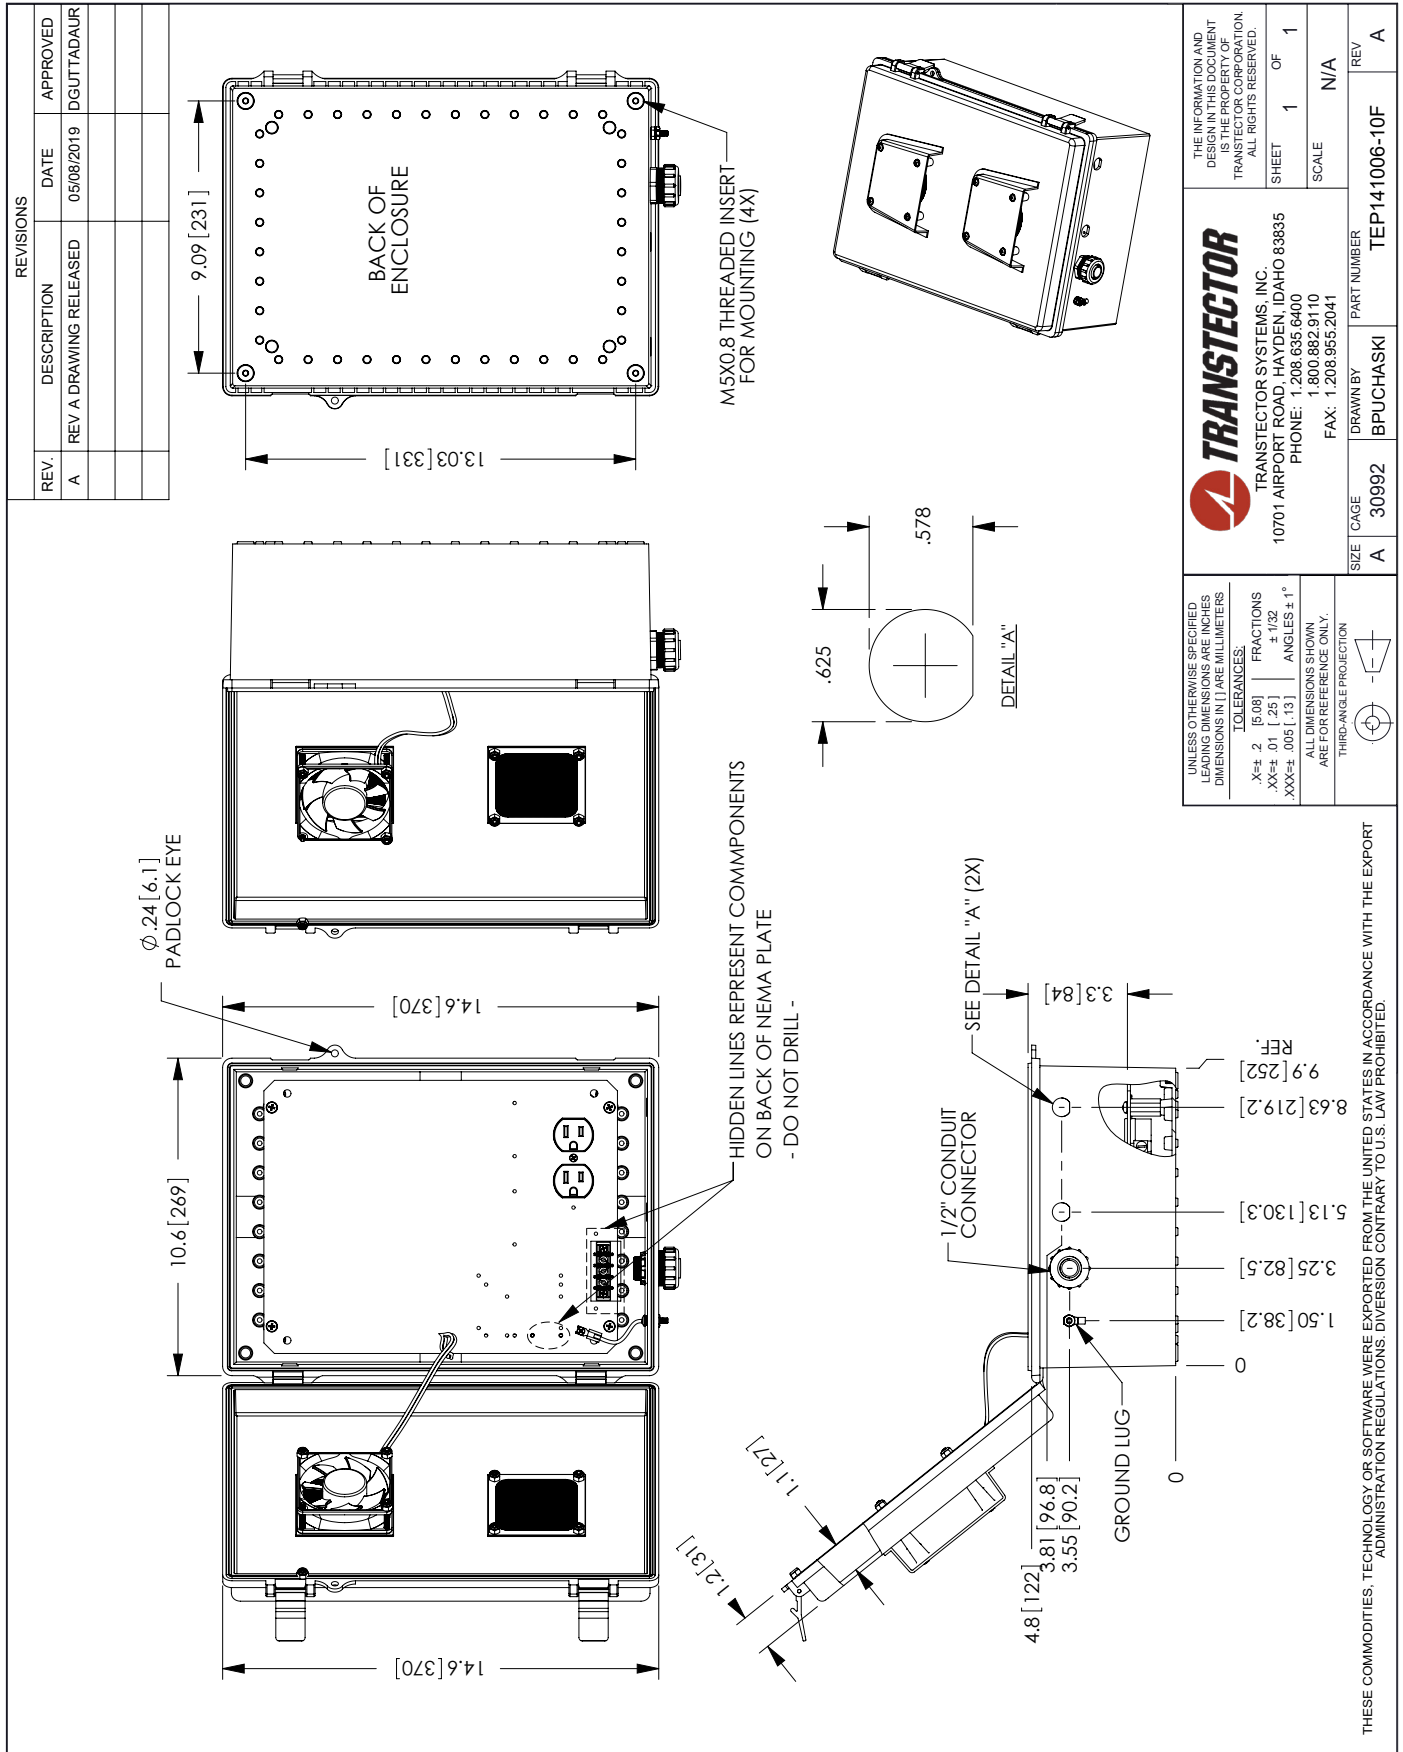 REVISIONS
REV. DESCRIPTION DATE APPROVED
A REV A DRAWING RELEASED 05/08/2019 DGUTTADAUR
Ø.24 [6.1]
PADLOCK EYE
14.6 [370]
10.6 [269]
14.6 [370]
HIDDEN LINES REPRESENT COMMPONENTS
ON BACK OF NEMA PLATE
- DO NOT DRILL -
9.09 [231]
13.03 [331]
BACK OF
ENCLOSURE
M5X0.8 THREADED INSERT
FOR MOUNTING (4X)
1.2 [31]
1.1 [27]
4.8 [122]
3.81 [96.8]
3.55 [90.2]
GROUND LUG
0
0
1.50 [38.2]
3.25 [82.5]
5.13 [130.3]
8.63 [219.2]
9.9 [252]
REF.
1/2" CONDUIT
CONNECTOR
SEE DETAIL "A" (2X)
3.3 [84]
.625
.578
DETAIL "A"
UNLESS OTHERWISE SPECIFIED
LEADING DIMENSIONS ARE INCHES
DIMENSIONS IN [ ] ARE MILLIMETERS
TOLERANCES:
.X=± .2 [5.08] FRACTIONS
.XX=± .01 [ .25] ± 1/32
.XXX=± .005 [ .13] ANGLES ± 1°
ALL DIMENSIONS SHOWN
ARE FOR REFERENCE ONLY.
THIRD-ANGLE PROJECTION
TRANSTECTOR
TRANSTECTOR SYSTEMS, INC.
10701 AIRPORT ROAD, HAYDEN, IDAHO 83835
PHONE: 1.208.635.6400
1.800.882.9110
FAX: 1.208.955.2041
THE INFORMATION AND
DESIGN IN THIS DOCUMENT
IS THE PROPERTY OF
TRANSTECTOR CORPORATION.
ALL RIGHTS RESERVED.
SHEET 1 OF 1
SCALE N/A
SIZE CAGE DRAWN BY PART NUMBER REV
A 30992 BPUCHASKI TEP141006-10F A
THESE COMMODITIES, TECHNOLOGY OR SOFTWARE WERE EXPORTED FROM THE UNITED STATES IN ACCORDANCE WITH THE EXPORT
ADMINISTRATION REGULATIONS. DIVERSION CONTRARY TO U.S. LAW PROHIBITED.